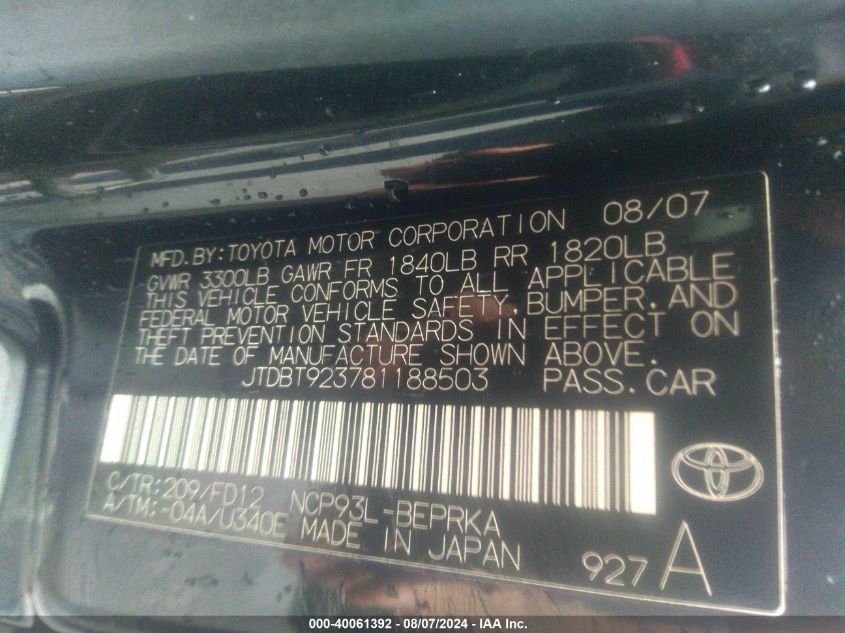 MFD.BY:TOYOTA MOTOR CORPORATION 08/07
GVWR 3300LB GAWR FR 1840LB RR 1820LB
THIS VEHICLE CONFORMS TO ALL APPLICABLE
FEDERAL MOTOR VEHICLE SAFETY,BUMPER,AND
THEFT PREVENTION STANDARDS IN EFFECT ON
THE DATE OF MANUFACTURE SHOWN ABOVE.
JTDBT923781188503 PASS.CAR
C/TR:209/FD12 NCP93L-BEPRKA
A/TM:-04A/U340E MADE IN JAPAN
927 A
000-40061392 - 08/07/2024 - IAA Inc.